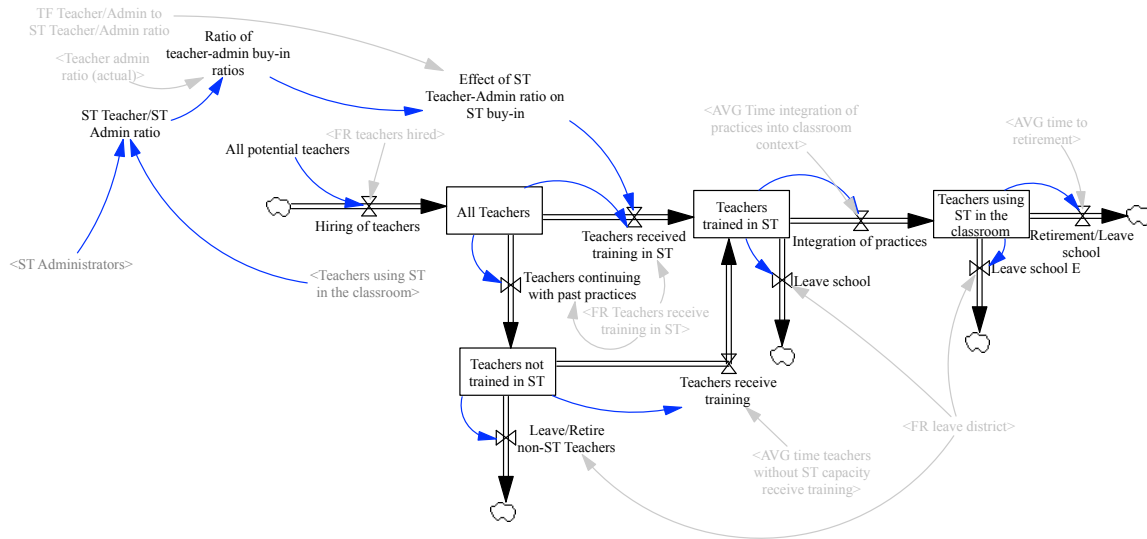 TF Teacher/Admin to
ST Teacher/Admin ratio
<Teacher admin
ratio (actual)>
Ratio of
teacher-admin buy-in
ratios
Effect of ST
Teacher-Admin ratio on
ST buy-in
ST Teacher/ST
Admin ratio
<FR teachers hired>
All potential teachers
<AVG Time integration of
practices into classroom
context>
<AVG time to
retirement>
All Teachers
Hiring of teachers
Teachers
trained in ST
Teachers using
ST in the
classroom
Teachers received
training in ST
Integration of practices
Retirement/Leave
school
<ST Administrators>
<Teachers using ST
in the classroom>
Teachers continuing
with past practices
Leave school
Leave school E
<FR Teachers receive
training in ST>
Teachers not
trained in ST
Teachers receive
training
Leave/Retire
non-ST Teachers
<FR leave district>
<AVG time teachers
without ST capacity
receive training>